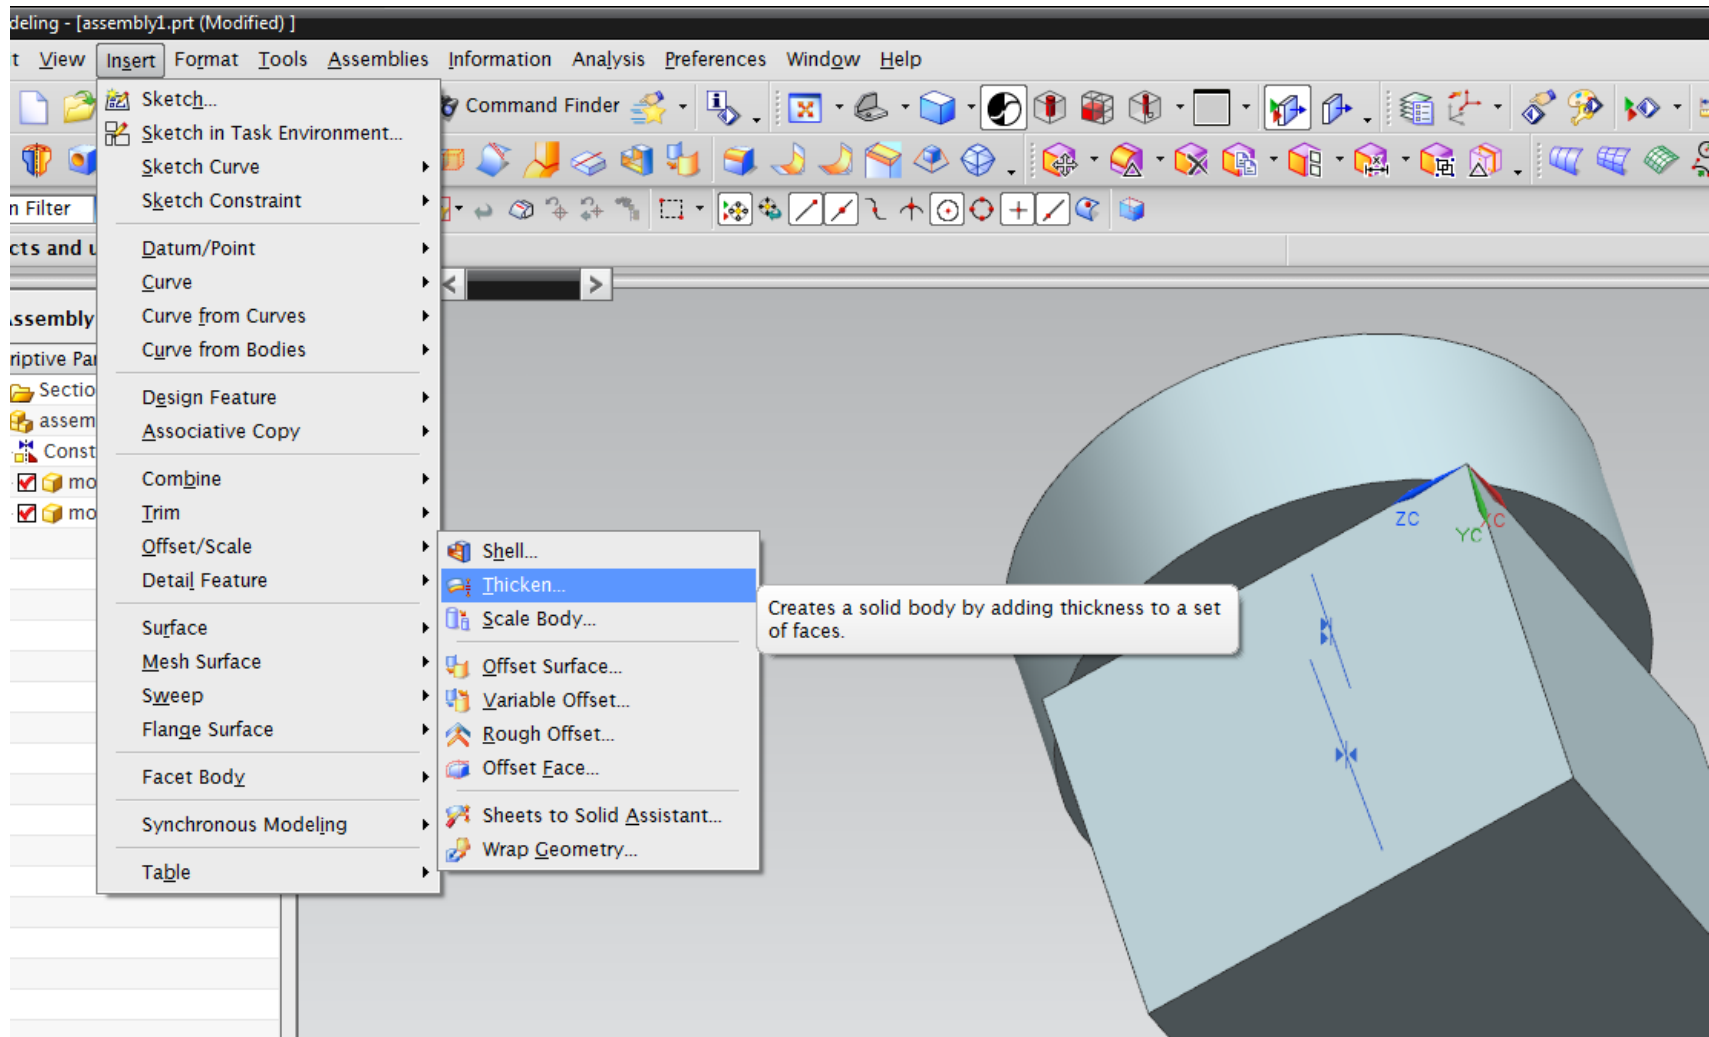 deling - [assembly1.prt (Modified) ]
t View Insert Format Tools Assemblies Information Analysis Preferences Window Help
Command Finder
n Filter
cts and u
ssembly
riptive Par
Sectio
assem
Const
mo
mo
Sketch...
Sketch in Task Environment...
Sketch Curve
Sketch Constraint
Datum/Point
Curve
Curve from Curves
Curve from Bodies
Design Feature
Associative Copy
Combine
Trim
Offset/Scale
Detail Feature
Surface
Mesh Surface
Sweep
Flange Surface
Facet Body
Synchronous Modeling
Table
Shell...
Thicken...
Scale Body...
Offset Surface...
Variable Offset...
Rough Offset...
Offset Face...
Sheets to Solid Assistant...
Wrap Geometry...
Creates a solid body by adding thickness to a set
of faces.
ZC
YC
XC